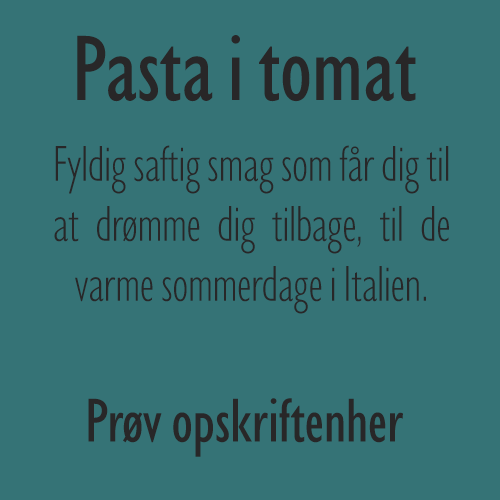 Pasta i tomat
Fyldig saftig smag som får dig til
at drømme dig tilbage, til de
varme sommerdage i Italien.
Prøv opskriftenher